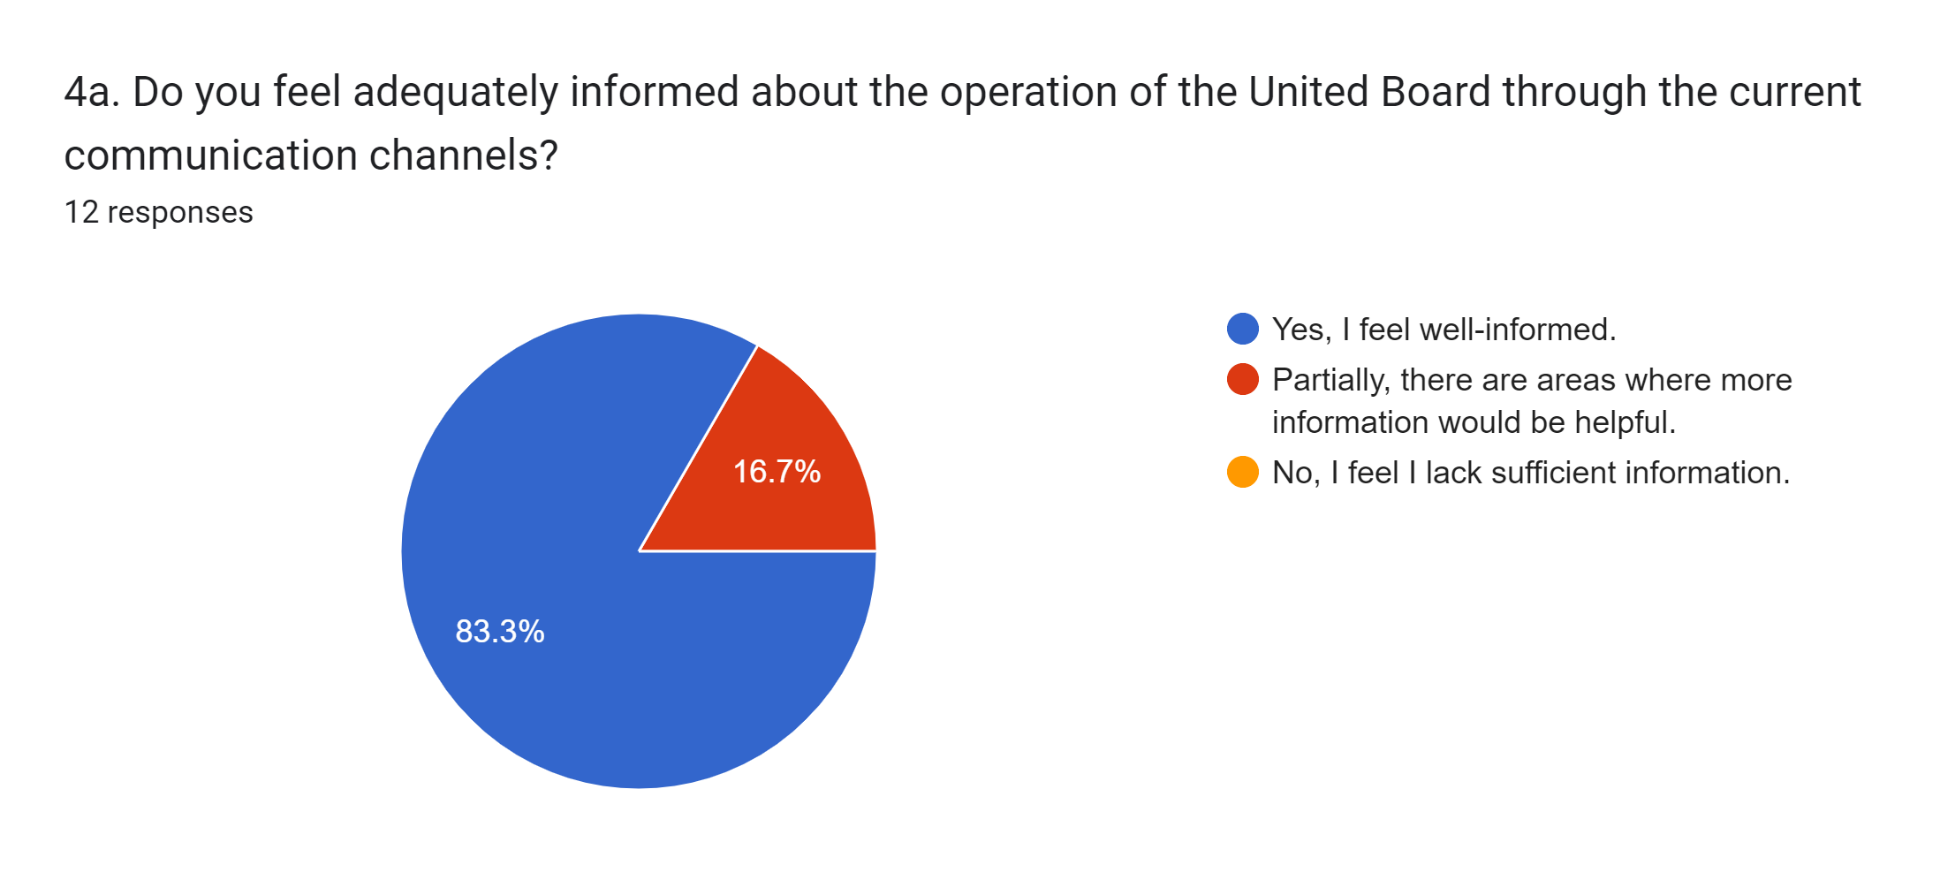 4a. Do you feel adequately informed about the operation of the United Board through the current
communication channels?
12 responses
Yes, I feel well-informed.
Partially, there are areas where more
information would be helpful.
No, I feel I lack sufficient information.
16.7%
83.3%